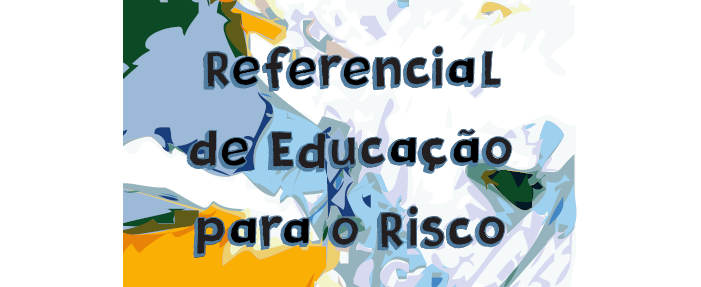 Referencial
de Educação
para o Risco